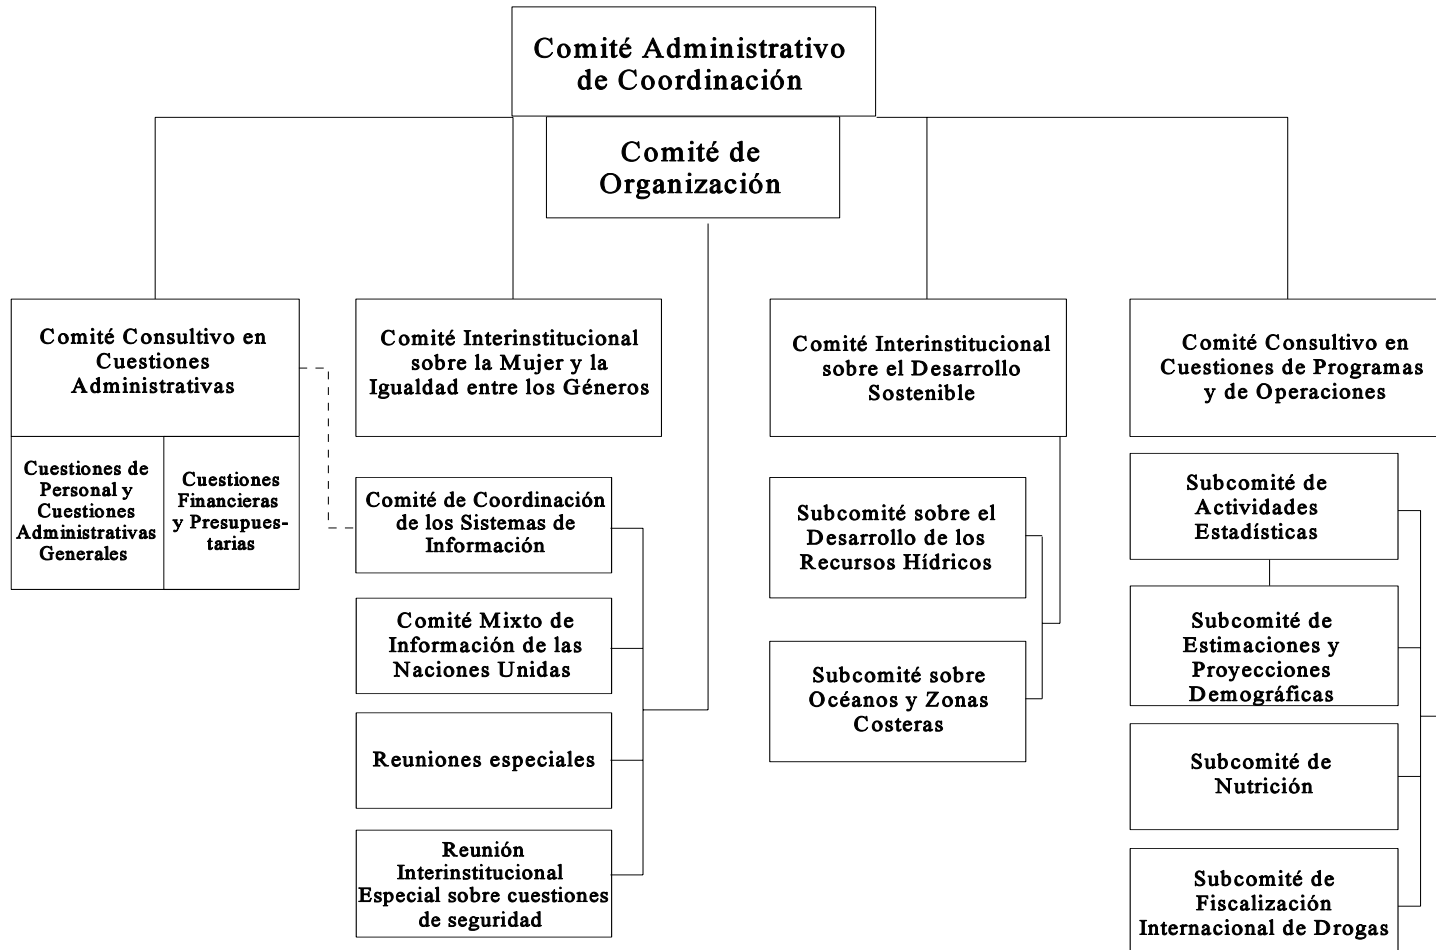 Comité Administrativo
de Coordinación
Comité de
Organización
Comité Consultivo en
Cuestiones
Administrativas
Cuestiones de
Personal y
Cuestiones
Administrativas
Generales
Cuestiones
Financieras
y Presupues-
tarias
Comité Interinstitucional
sobre la Mujer y la
Igualdad entre los Géneros
Comité de Coordinación
de los Sistemas de
Información
Comité Mixto de
Información de las
Naciones Unidas
Reuniones especiales
Reunión
Interinstitucional
Especial sobre cuestiones
de seguridad
Comité Interinstitucional
sobre el Desarrollo
Sostenible
Subcomité sobre el
Desarrollo de los
Recursos Hídricos
Subcomité sobre
Océanos y Zonas
Costeras
Comité Consultivo en
Cuestiones de Programas
y de Operaciones
Subcomité de
Actividades
Estadísticas
Subcomité de
Estimaciones y
Proyecciones
Demográficas
Subcomité de
Nutrición
Subcomité de
Fiscalización
Internacional de Drogas